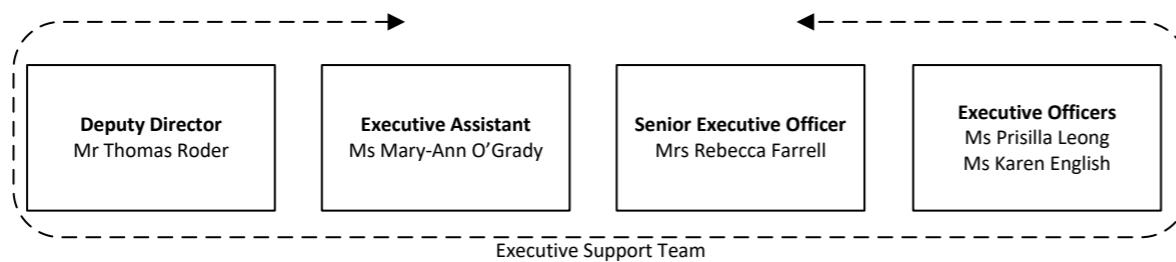 Deputy Director
Mr Thomas Roder
Executive Assistant
Ms Mary-Ann O'Grady
Senior Executive Officer
Mrs Rebecca Farrell
Executive Officers
Ms Prisilla Leong
Ms Karen English
Executive Support Team